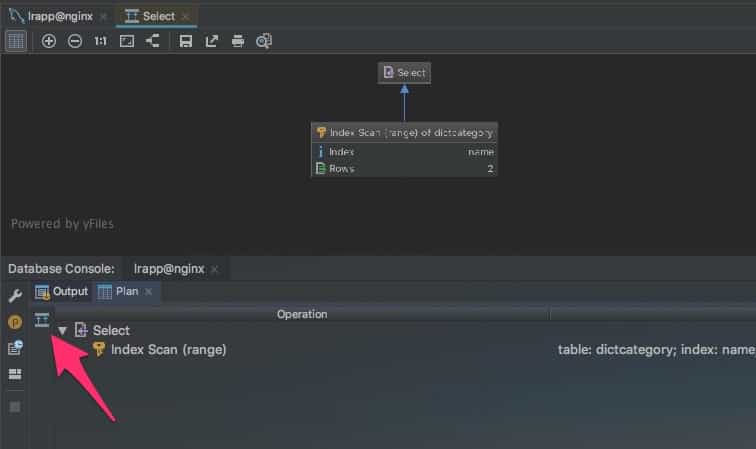 lrapp@nginx
Select
1:1
Select
Index Scan (range) of dictcategory
Index name
Rows 2
Powered by yFiles
Database Console: lrapp@nginx
Output Plan
Operation
Select
Index Scan (range) table: dictcategory; index: name,